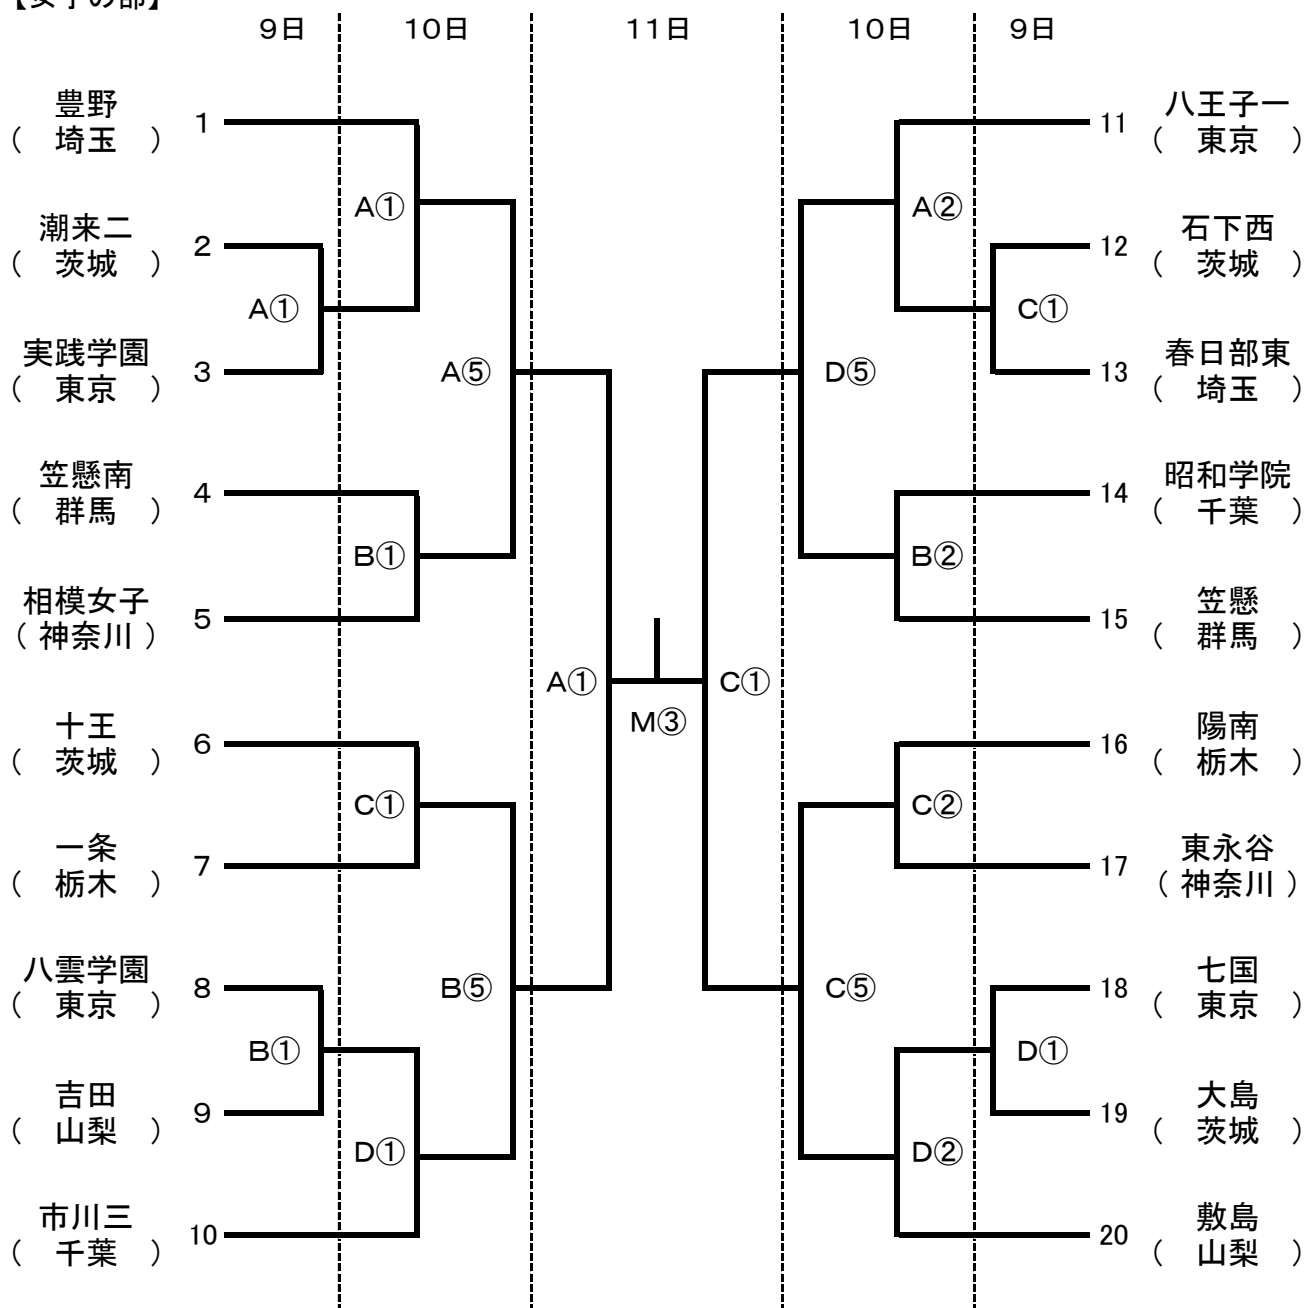 【女子の部】
9日 10日 11日 10日 9日
豊野
( 埼玉 ) 1
潮来二
( 茨城 ) 2
実践学園
( 東京 ) 3
笠懸南
( 群馬 ) 4
相模女子
( 神奈川 ) 5
十王
( 茨城 ) 6
一条
( 栃木 ) 7
八雲学園
( 東京 ) 8
吉田
( 山梨 ) 9
市川三
( 千葉 ) 10
A①
A①
A⑤
B①
C①
B⑤
B①
D①
A①
M③
C①
A②
C①
D⑤
B②
C②
C⑤
D①
D②
11 八王子一
( 東京 )
12 石下西
( 茨城 )
13 春日部東
( 埼玉 )
14 昭和学院
( 千葉 )
15 笠懸
( 群馬 )
16 陽南
( 栃木 )
17 東永谷
( 神奈川 )
18 七国
( 東京 )
19 大島
( 茨城 )
20 敷島
( 山梨 )